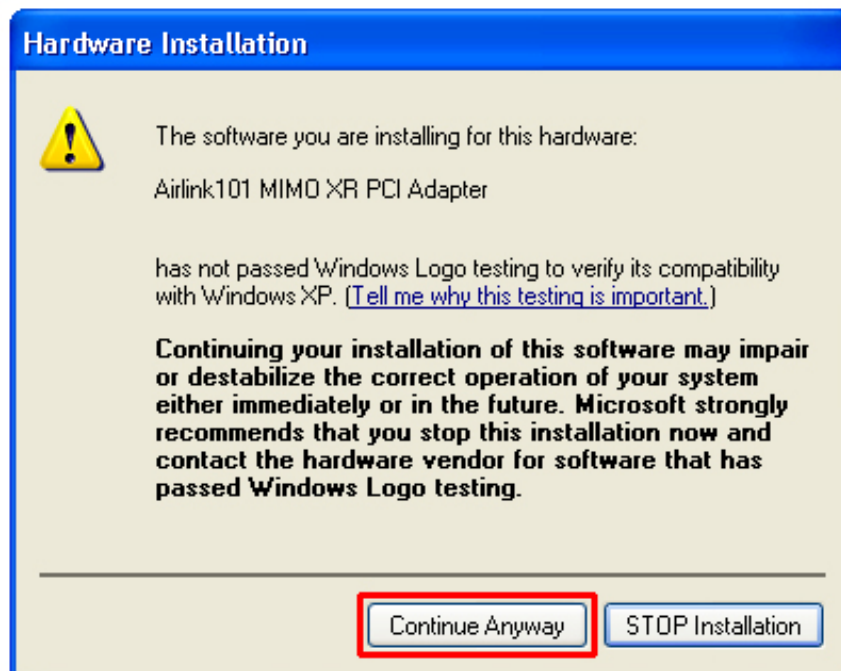 Hardware Installation
The software you are installing for this hardware:
Airlink101 MIMO XR PCI Adapter
has not passed Windows Logo testing to verify its compatibility
with Windows XP. (Tell me why this testing is important.)
Continuing your installation of this software may impair
or destabilize the correct operation of your system
either immediately or in the future. Microsoft strongly
recommends that you stop this installation now and
contact the hardware vendor for software that has
passed Windows Logo testing.
Continue Anyway STOP Installation